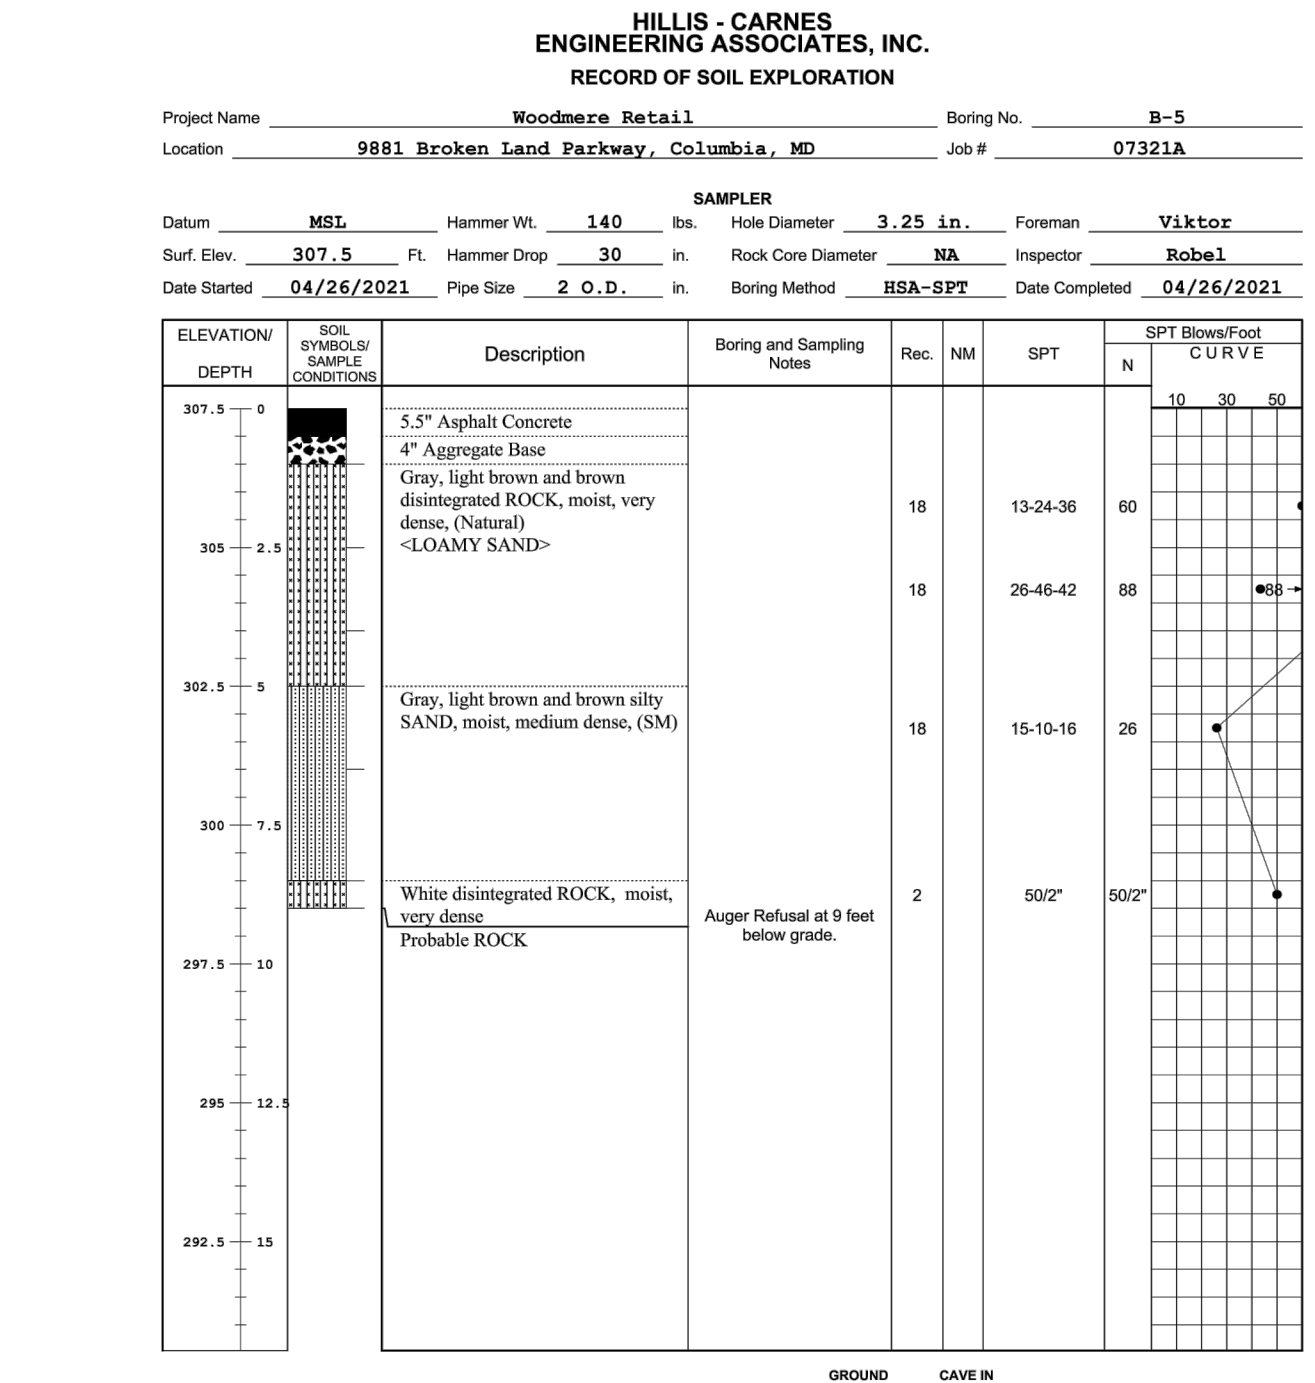 HILLIS - CARNES
ENGINEERING ASSOCIATES, INC.
RECORD OF SOIL EXPLORATION
Project Name Woodmere Retail Boring No. B-5
Location 9881 Broken Land Parkway, Columbia, MD Job # 07321A
SAMPLER
Datum MSL Hammer Wt. 140 lbs. Hole Diameter 3.25 in. Foreman Viktor
Surf. Elev. 307.5 Ft. Hammer Drop 30 in. Rock Core Diameter NA Inspector Robel
Date Started 04/26/2021 Pipe Size 2 O.D. in. Boring Method HSA-SPT Date Completed 04/26/2021
ELEVATION/
DEPTH
SOIL
SYMBOLS/
SAMPLE
CONDITIONS
Description
Boring and Sampling
Notes
Rec.
NM
SPT
SPT Blows/Foot
N
CURVE
10 30 50
307.5 0
5.5" Asphalt Concrete
4" Aggregate Base
Gray, light brown and brown
disintegrated ROCK, moist, very
dense, (Natural)
<LOAMY SAND>
18 13-24-36 60
305 2.5
18 26-46-42 88 88
302.5 5
Gray, light brown and brown silty
SAND, moist, medium dense, (SM)
18 15-10-16 26
300 7.5
White disintegrated ROCK, moist,
very dense
2 50/2" 50/2"
Auger Refusal at 9 feet
below grade.
Probable ROCK
297.5 10
295 12.5
292.5 15
GROUND CAVE IN